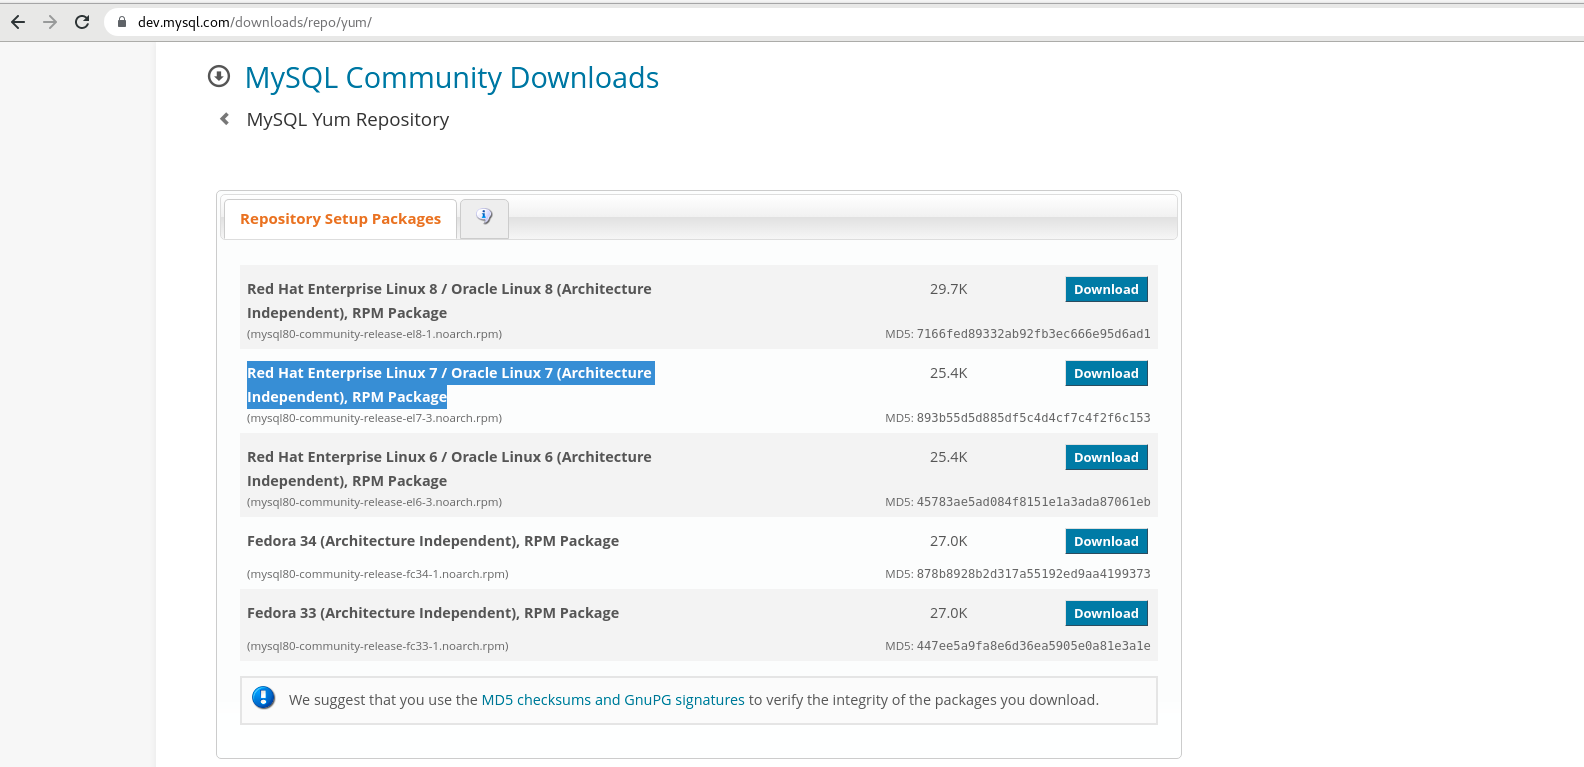 dev.mysql.com/downloads/repo/yum/
MySQL Community Downloads
MySQL Yum Repository
Repository Setup Packages
Red Hat Enterprise Linux 8 / Oracle Linux 8 (Architecture
Independent), RPM Package
29.7K
Download
(mysql80-community-release-el8-1.noarch.rpm)
MD5: 7166fed89332ab92fb3ec666e95d6ad1
Red Hat Enterprise Linux 7 / Oracle Linux 7 (Architecture
Independent), RPM Package
25.4K
Download
(mysql80-community-release-el7-3.noarch.rpm)
MD5: 893b55d5d885df5c4d4cf7c4f2f6c153
Red Hat Enterprise Linux 6 / Oracle Linux 6 (Architecture
Independent), RPM Package
25.4K
Download
(mysql80-community-release-el6-3.noarch.rpm)
MD5: 45783ae5ad084f8151e1a3ada87061eb
Fedora 34 (Architecture Independent), RPM Package
27.0K
Download
(mysql80-community-release-fc34-1.noarch.rpm)
MD5: 878b8928b2d317a55192ed9aa4199373
Fedora 33 (Architecture Independent), RPM Package
27.0K
Download
(mysql80-community-release-fc33-1.noarch.rpm)
MD5: 447ee5a9fa8e6d36ea5905e0a81e3a1e
We suggest that you use the MD5 checksums and GnuPG signatures to verify the integrity of the packages you download.